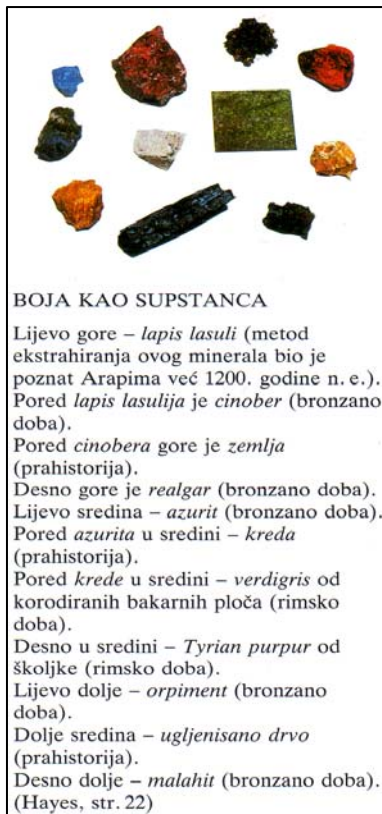 BOJA KAO SUPSTANCA
Lijevo gore – lapis lasuli (metod
ekstrahiranja ovog minerala bio je
poznat Arapima već 1200. godine n. e.).
Pored lapis lasulija je cinober (bronzano
doba).
Pored cinobera gore je zemlja
(prahistorija).
Desno gore je realgar (bronzano doba).
Lijevo sredina – azurit (bronzano doba).
Pored azurita u sredini – kreda
(prahistorija).
Pored krede u sredini – verdigris od
korodiranih bakarnih ploča (rimsko
doba).
Desno u sredini – Tyrian purpur od
školjke (rimsko doba).
Lijevo dolje – orpiment (bronzano
doba).
Dolje sredina – ugljenisano drvo
(prahistorija).
Desno dolje – malahit (bronzano doba).
(Hayes, str. 22)